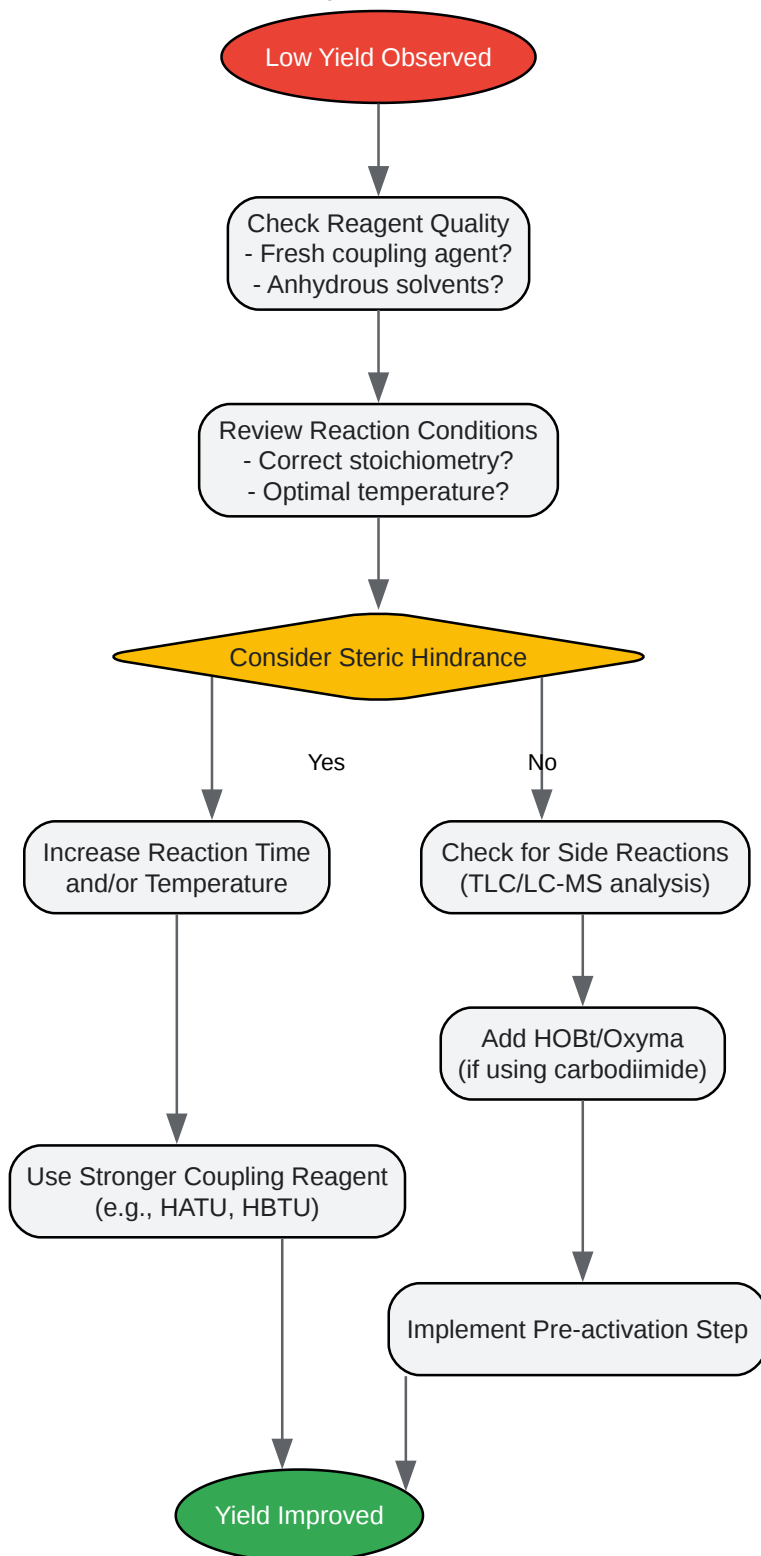 Low Yield Observed
Check Reagent Quality
- Fresh coupling agent?
- Anhydrous solvents?
Review Reaction Conditions
- Correct stoichiometry?
- Optimal temperature?
Consider Steric Hindrance
Yes
No
Increase Reaction Time
and/or Temperature
Check for Side Reactions
(TLC/LC-MS analysis)
Add HOBt/Oxyma
(if using carbodiimide)
Use Stronger Coupling Reagent
(e.g., HATU, HBTU)
Implement Pre-activation Step
Yield Improved